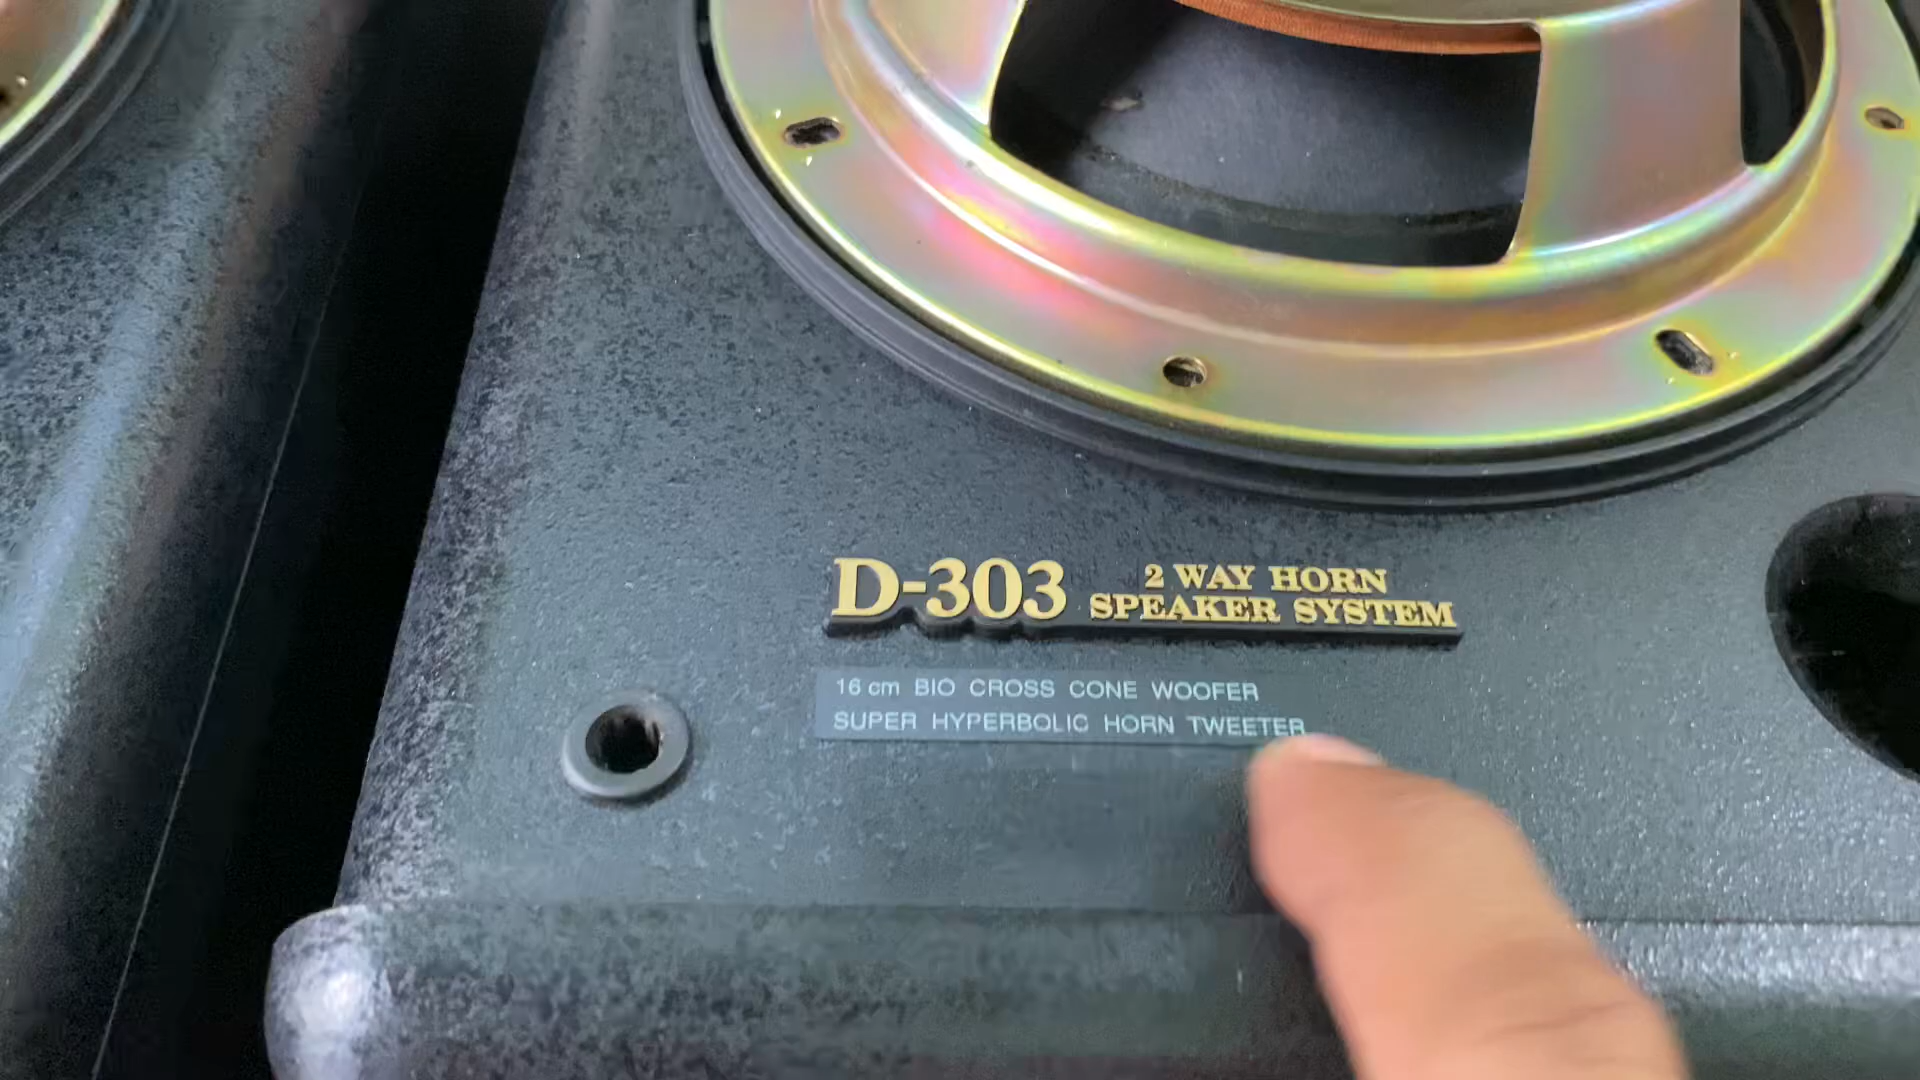 D-303
2 WAY HORN
SPEAKER SYSTEM
16 cm BIO CROSS CONE WOOFER
SUPER HYPERBOLIC HORN TWEETER